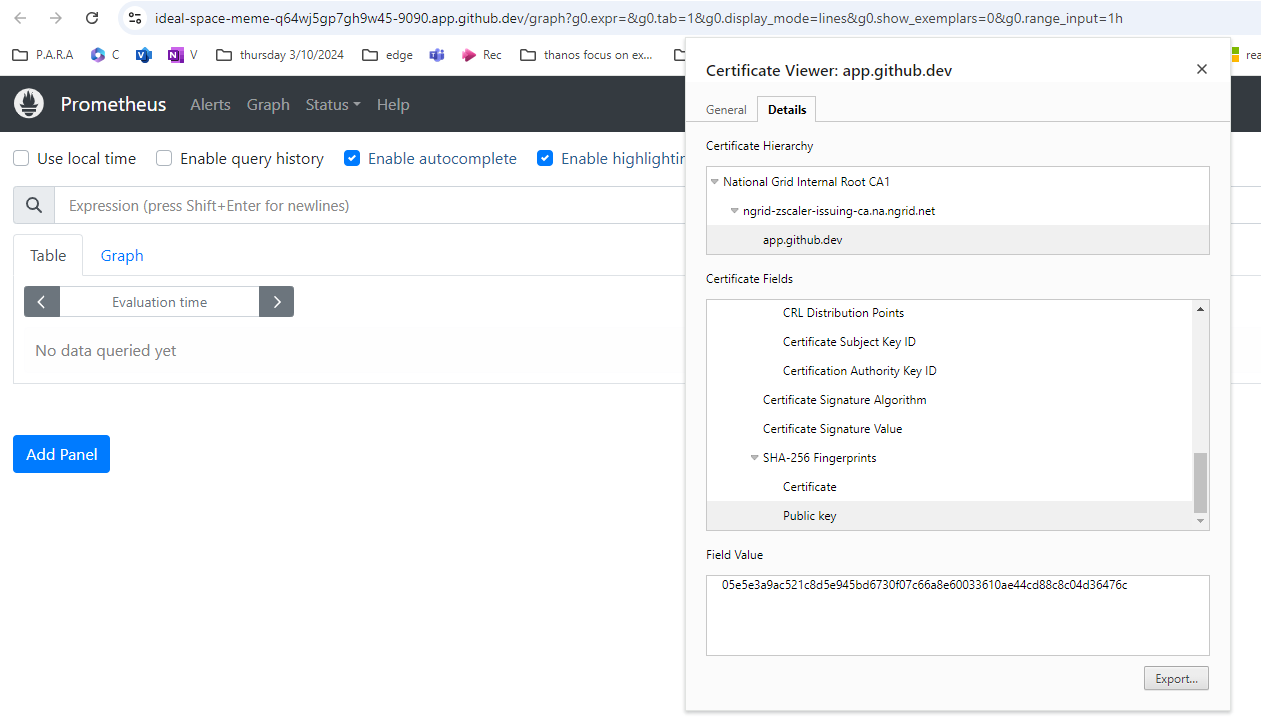 ideal-space-meme-q64wj5gp7gh9w45-9090.app.github.dev/graph?g0.expr=&g0.tab=1&g0.display_mode=lines&g0.show_exemplars=0&g0.range_input=1h
P.A.R.A C V thursday 3/10/2024 edge Rec thanos focus on ex... rea
Prometheus Alerts Graph Status Help
Use local time Enable query history Enable autocomplete Enable highlightin
Expression (press Shift+Enter for newlines)
Table Graph
Evaluation time
No data queried yet
Add Panel
Certificate Viewer: app.github.dev
General Details
Certificate Hierarchy
National Grid Internal Root CA1
ngrid-zscaler-issuing-ca.na.ngrid.net
app.github.dev
Certificate Fields
CRL Distribution Points
Certificate Subject Key ID
Certification Authority Key ID
Certificate Signature Algorithm
Certificate Signature Value
SHA-256 Fingerprints
Certificate
Public key
Field Value
05e5e3a9ac521c8d5e945bd6730f07c66a8e60033610ae44cd88c8c04d36476c
Export...